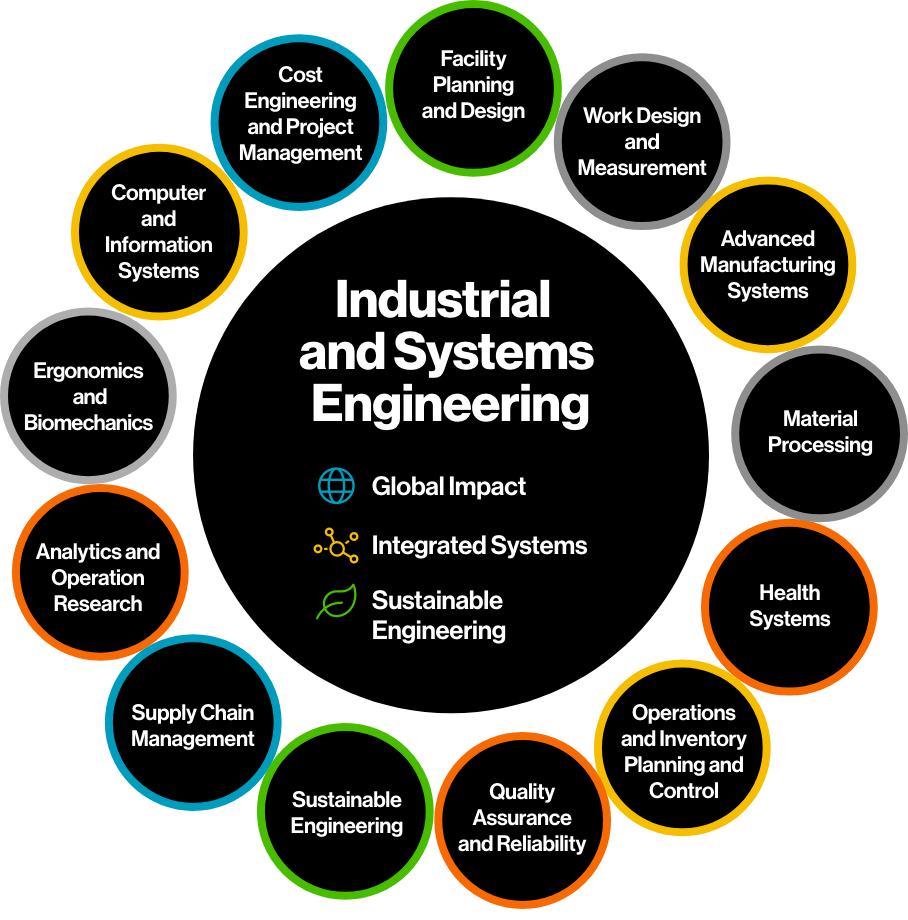 Facility
Planning
and Design
Work Design
and
Measurement
Advanced
Manufacturing
Systems
Material
Processing
Health
Systems
Operations
and Inventory
Planning and
Control
Quality
Assurance
and Reliability
Sustainable
Engineering
Supply Chain
Management
Analytics and
Operation
Research
Ergonomics
and
Biomechanics
Computer
and
Information
Systems
Cost
Engineering
and Project
Management
Industrial
and Systems
Engineering
Global Impact
Integrated Systems
Sustainable
Engineering